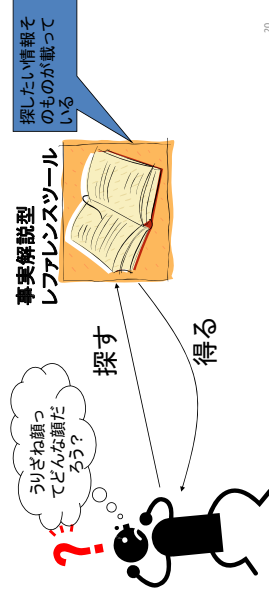 うりざね顔っ
てどんな顔だ
ろう?
?
探す
得る
事実解説型
レファレンスツール
探したい情報そ
のものが載って
いる
20